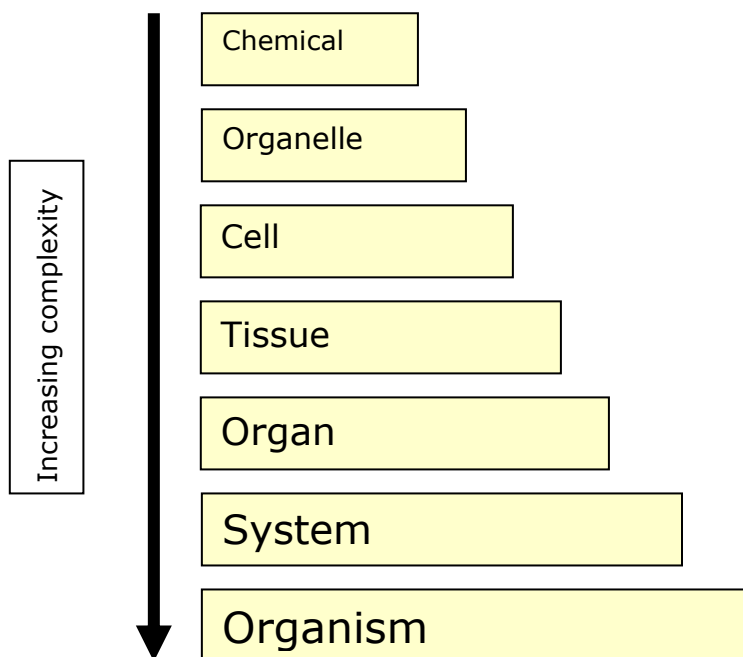 Chemical
Organelle
Cell
Tissue
Organ
System
Organism
Increasing complexity